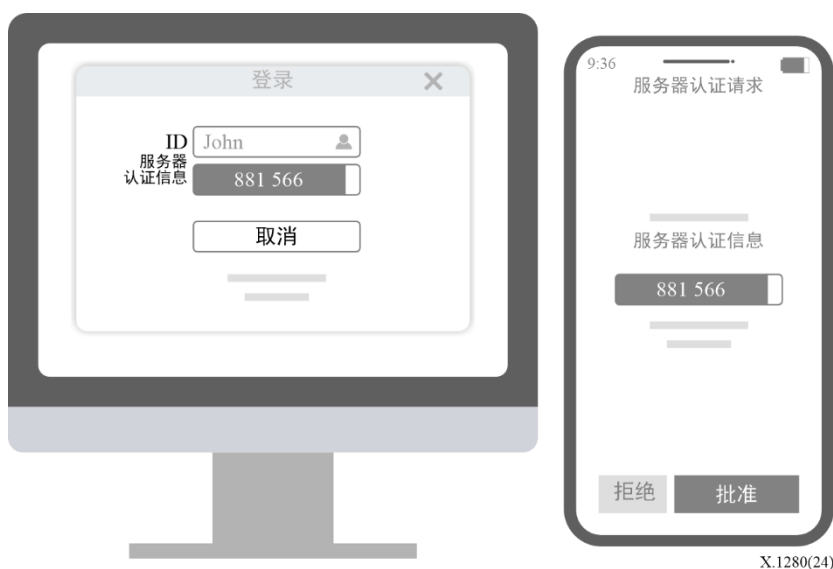 登录
ID
John
服务器
认证信息
881 566
取消
9:36
服务器认证请求
服务器认证信息
881 566
拒绝
批准
X.1280(24)